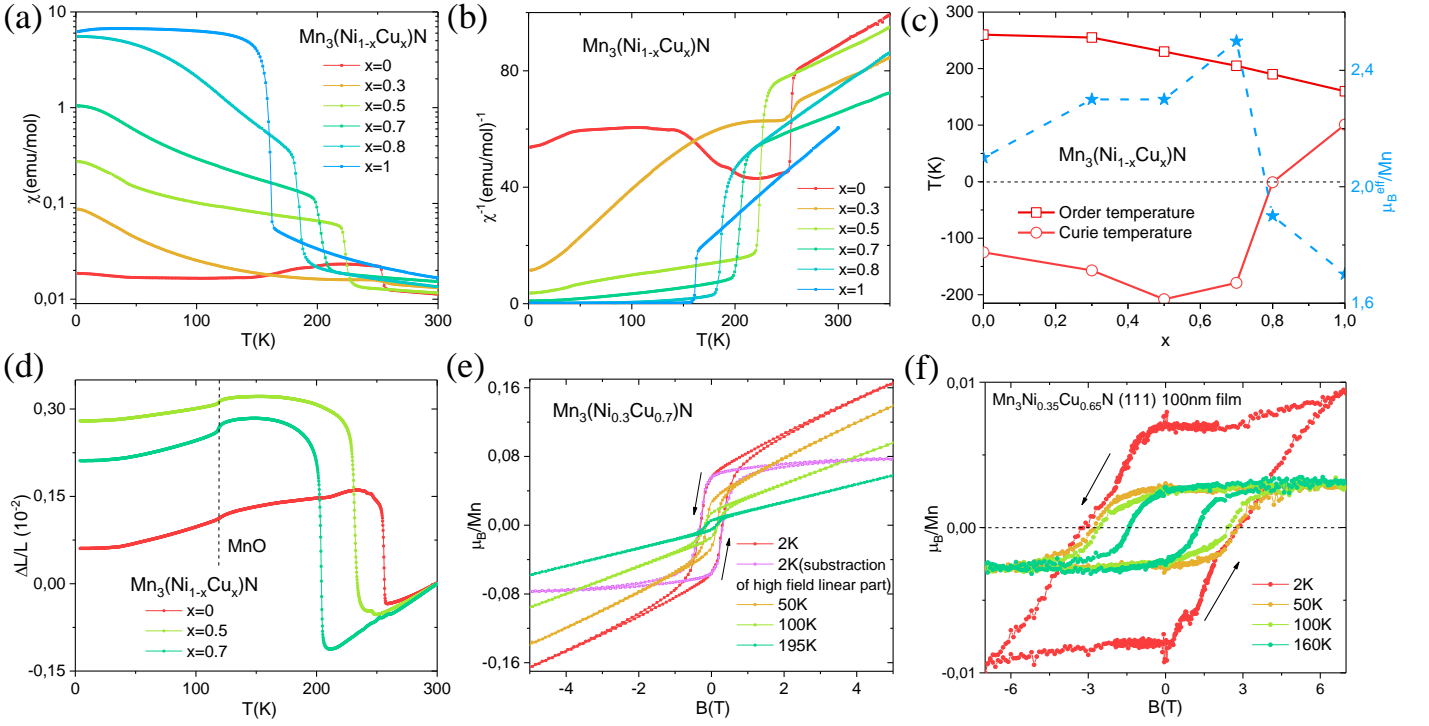 (a)
χ(emu/mol)
10
1
0,1
0,01
0
100
200
300
T(K)
Mn₃(Ni₁₋ₓCuₓ)N
x=0
x=0.3
x=0.5
x=0.7
x=0.8
x=1
(b)
χ⁻¹(emu/mol)⁻¹
80
40
0
0
100
200
300
T(K)
Mn₃(Ni₁₋ₓCuₓ)N
x=0
x=0.3
x=0.5
x=0.7
x=0.8
x=1
(c)
T(K)
300
200
100
0
-100
-200
0,0
0,2
0,4
0,6
0,8
1,0
x
Mn₃(Ni₁₋ₓCuₓ)N
Order temperature
Curie temperature
2,4
2,0
1,6
μ_B^eff/Mn
(d)
ΔL/L (10⁻²)
0,30
0,15
0,00
-0,15
0
100
200
300
T(K)
MnO
Mn₃(Ni₁₋ₓCuₓ)N
x=0
x=0.5
x=0.7
(e)
μ_B/Mn
0,16
0,08
0,00
-0,08
-0,16
-4
-2
0
2
4
B(T)
Mn₃(Ni₀.₃Cu₀.₇)N
2K
2K(substraction
of high field linear part)
50K
100K
195K
(f)
μ_B/Mn
0,01
0,00
-0,01
-6
-3
0
3
6
B(T)
Mn₃Ni₀.₃₅Cu₀.₆₅N (111) 100nm film
2K
50K
100K
160K